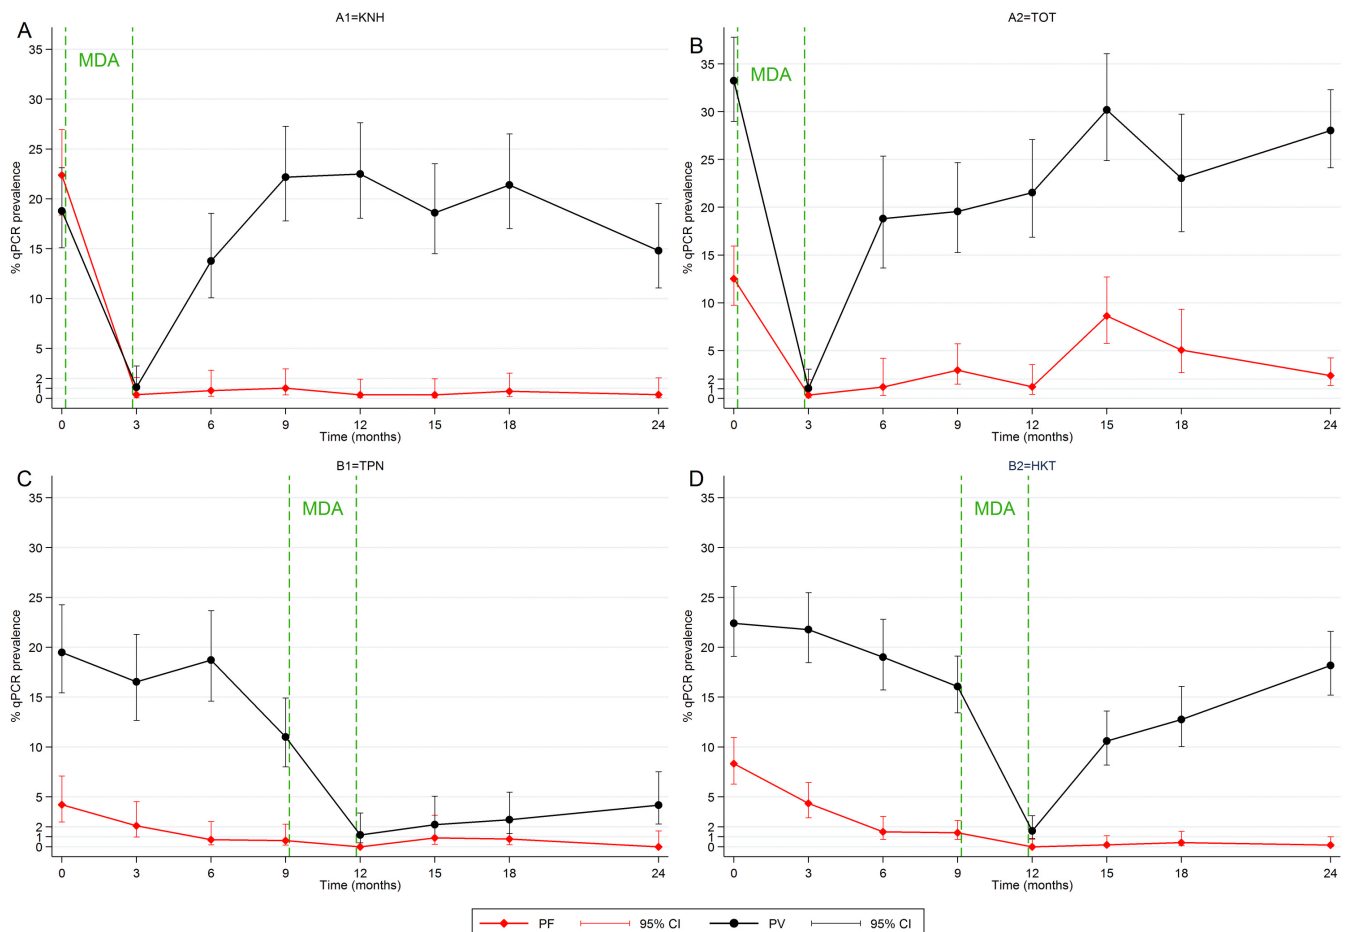 A
A1=KNH
MDA
% qPCR prevalence
35
30
25
20
15
10
5
2
1
0
0 3 6 9 12 15 18 24
Time (months)
B
A2=TOT
MDA
% qPCR prevalence
35
30
25
20
15
10
5
2
1
0
0 3 6 9 12 15 18 24
Time (months)
C
B1=TPN
MDA
% qPCR prevalence
35
30
25
20
15
10
5
2
1
0
0 3 6 9 12 15 18 24
Time (months)
D
B2=HKT
MDA
% qPCR prevalence
35
30
25
20
15
10
5
2
1
0
0 3 6 9 12 15 18 24
Time (months)
PF 95% CI PV 95% CI